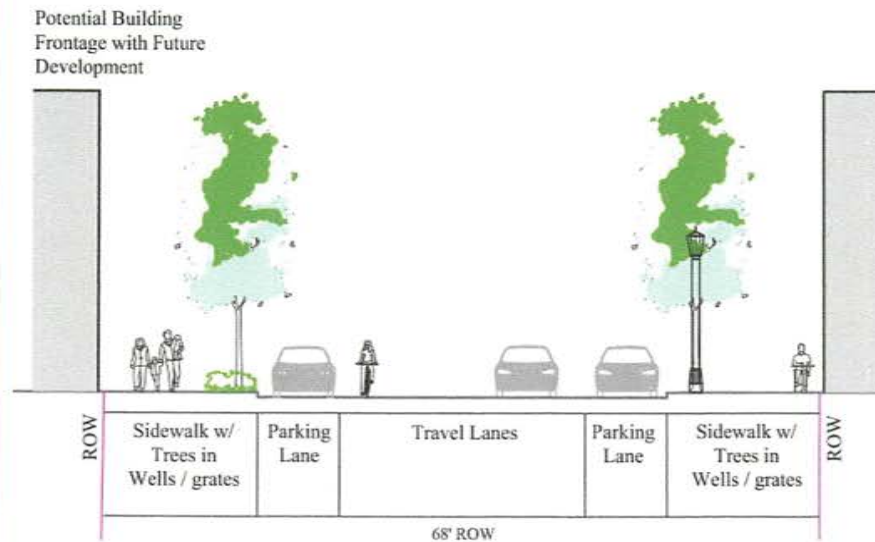 Potential Building
Frontage with Future
Development
ROW
Sidewalk w/
Trees in
Wells / grates
Parking
Lane
Travel Lanes
Parking
Lane
Sidewalk w/
Trees in
Wells / grates
ROW
68' ROW